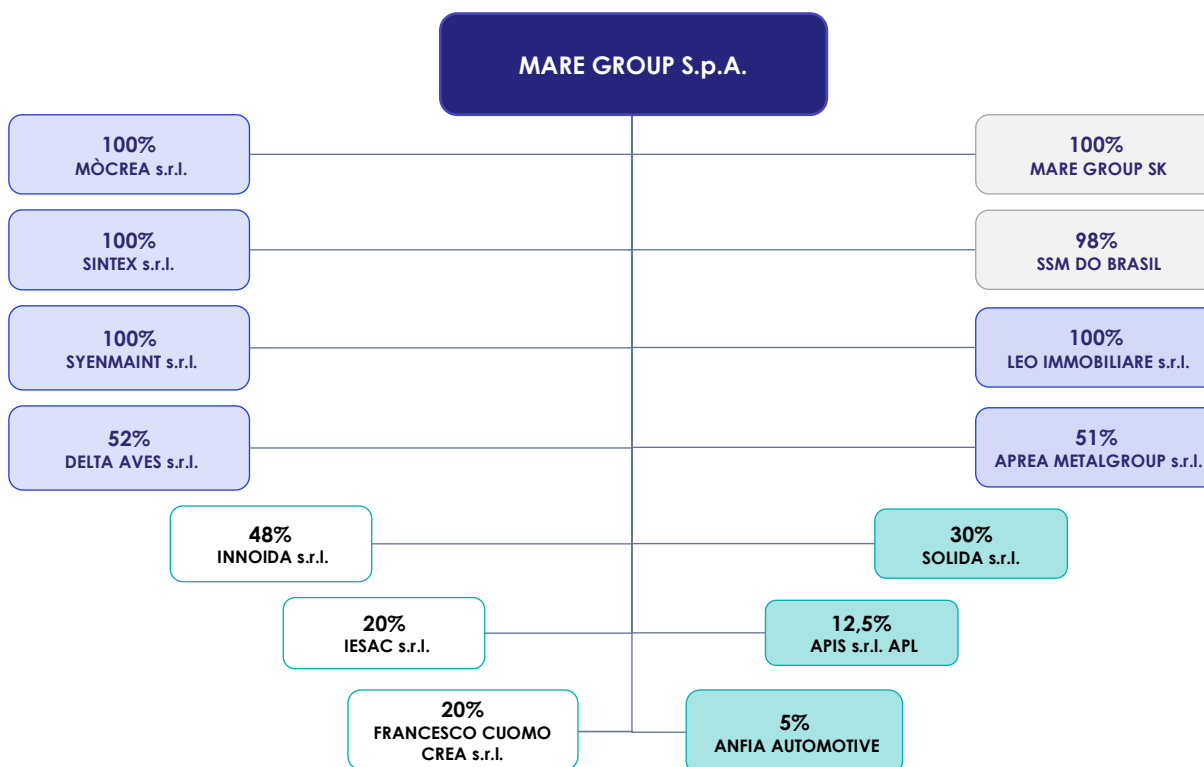 MARE GROUP S.p.A.
100%
MÒCREA s.r.l.
100%
MARE GROUP SK
100%
SINTEX s.r.l.
98%
SSM DO BRASIL
100%
SYENMAINT s.r.l.
100%
LEO IMMOBILIARE s.r.l.
52%
DELTA AVES s.r.l.
51%
APREA METALGROUP s.r.l.
48%
INNOIDA s.r.l.
30%
SOLIDA s.r.l.
20%
IESAC s.r.l.
12,5%
APIS s.r.l. APL
20%
FRANCESCO CUOMO
CREA s.r.l.
5%
ANFIA AUTOMOTIVE